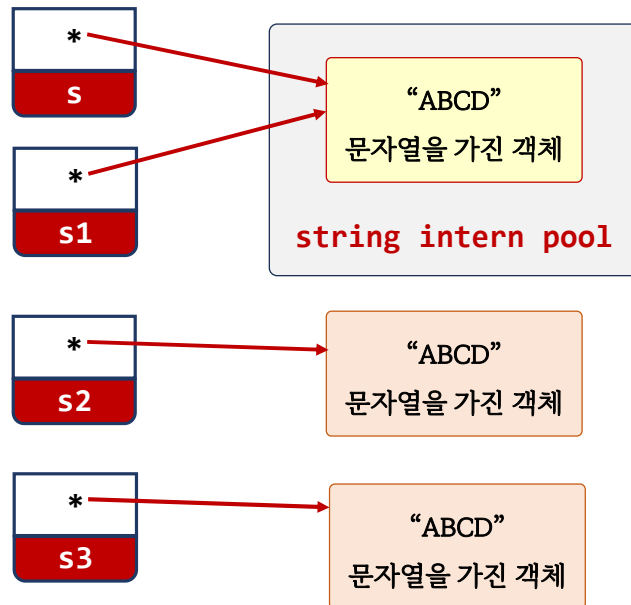 *
s
“ABCD”
문자열을 가진 객체
*
s1
string intern pool
*
s2
“ABCD”
문자열을 가진 객체
*
s3
“ABCD”
문자열을 가진 객체